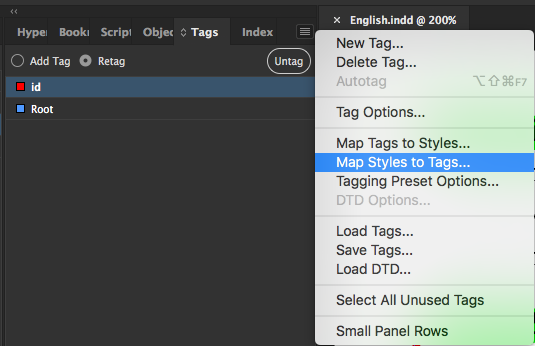 ‹‹
Hyper Booku Script Objec Tags Index
× English.indd @ 200%
Add Tag Retag Untag
id
Root
New Tag...
Delete Tag...
Autotag ⌥⇧⌘F7
Tag Options...
Map Tags to Styles...
Map Styles to Tags...
Tagging Preset Options...
DTD Options...
Load Tags...
Save Tags...
Load DTD...
Select All Unused Tags
Small Panel Rows